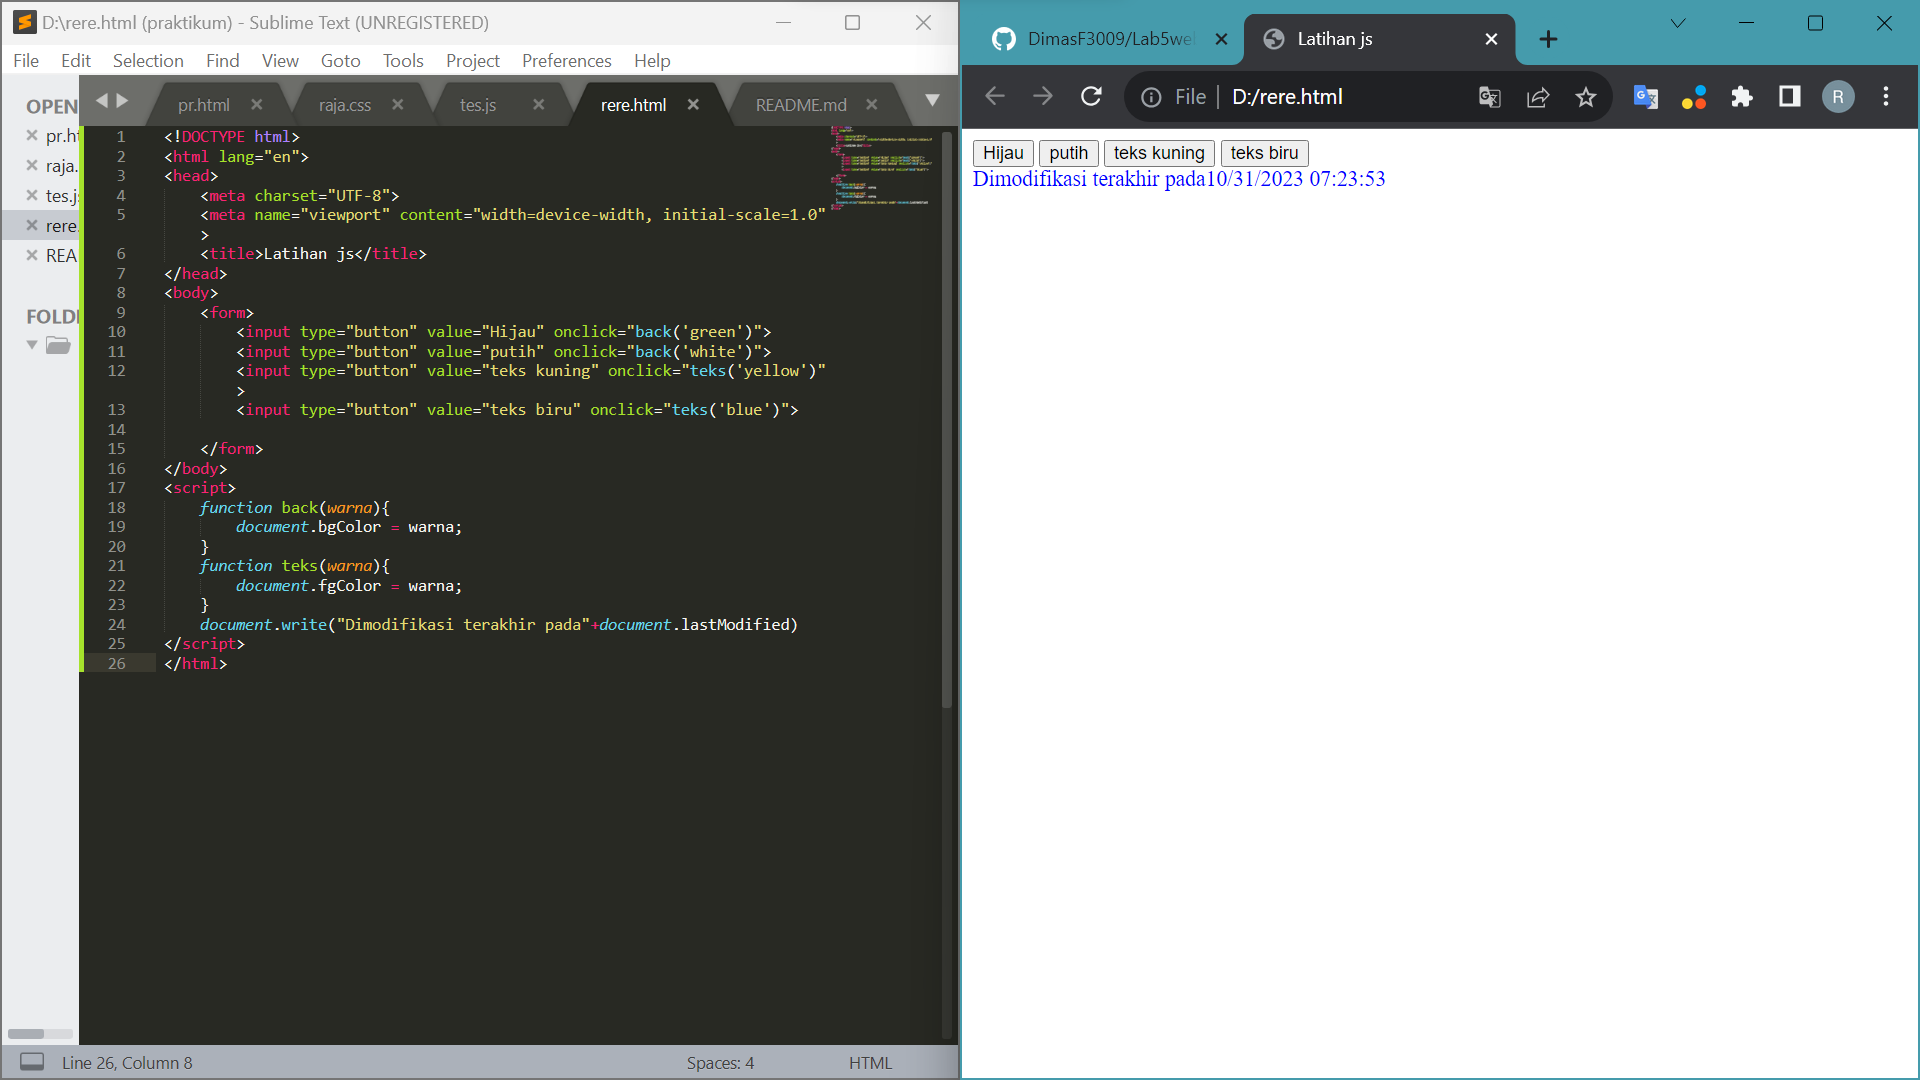 D:\rere.html (praktikum) - Sublime Text (UNREGISTERED)
File Edit Selection Find View Goto Tools Project Preferences Help
OPEN
pr.ht
raja.
tes.j
rere.
REA
FOLD
pr.html raja.css tes.js rere.html README.md
1 <!DOCTYPE html>
2 <html lang="en">
3 <head>
4 <meta charset="UTF-8">
5 <meta name="viewport" content="width=device-width, initial-scale=1.0"
>
6 <title>Latihan js</title>
7 </head>
8 <body>
9 <form>
10 <input type="button" value="Hijau" onclick="back('green')">
11 <input type="button" value="putih" onclick="back('white')">
12 <input type="button" value="teks kuning" onclick="teks('yellow')"
>
13 <input type="button" value="teks biru" onclick="teks('blue')">
14
15 </form>
16 </body>
17 <script>
18 function back(warna){
19 document.bgColor = warna;
20 }
21 function teks(warna){
22 document.fgColor = warna;
23 }
24 document.write("Dimodifikasi terakhir pada"+document.lastModified)
25 </script>
26 </html>
Line 26, Column 8 Spaces: 4 HTML
DimasF3009/Lab5we Latihan js
File D:/rere.html R
Hijau putih teks kuning teks biru
Dimodifikasi terakhir pada10/31/2023 07:23:53